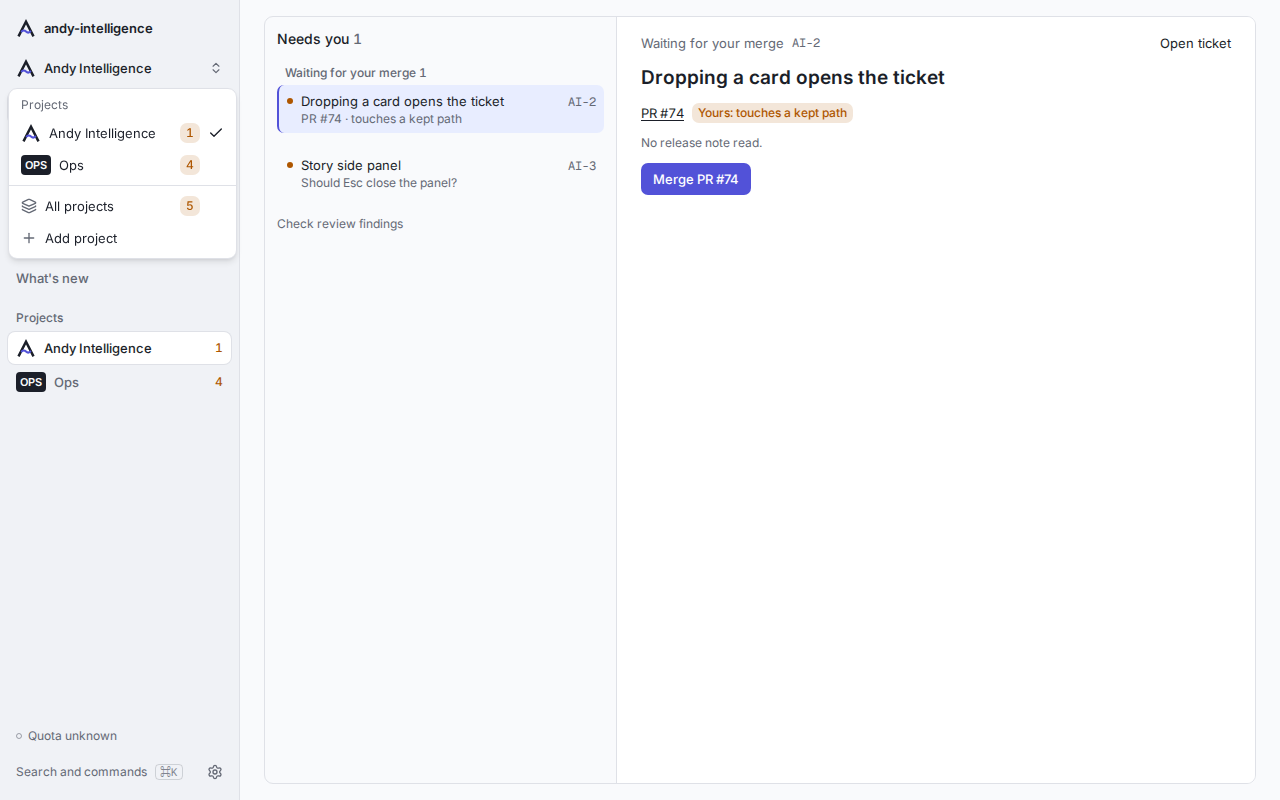 andy-intelligence
Andy Intelligence
Projects
Andy Intelligence 1
OPS Ops 4
All projects 5
Add project
What's new
Projects
Andy Intelligence 1
OPS Ops 4
Quota unknown
Search and commands ⌘K
Needs you 1
Waiting for your merge 1
Dropping a card opens the ticket AI-2
PR #74 · touches a kept path
Story side panel AI-3
Should Esc close the panel?
Check review findings
Waiting for your merge AI-2 Open ticket
Dropping a card opens the ticket
PR #74 Yours: touches a kept path
No release note read.
Merge PR #74